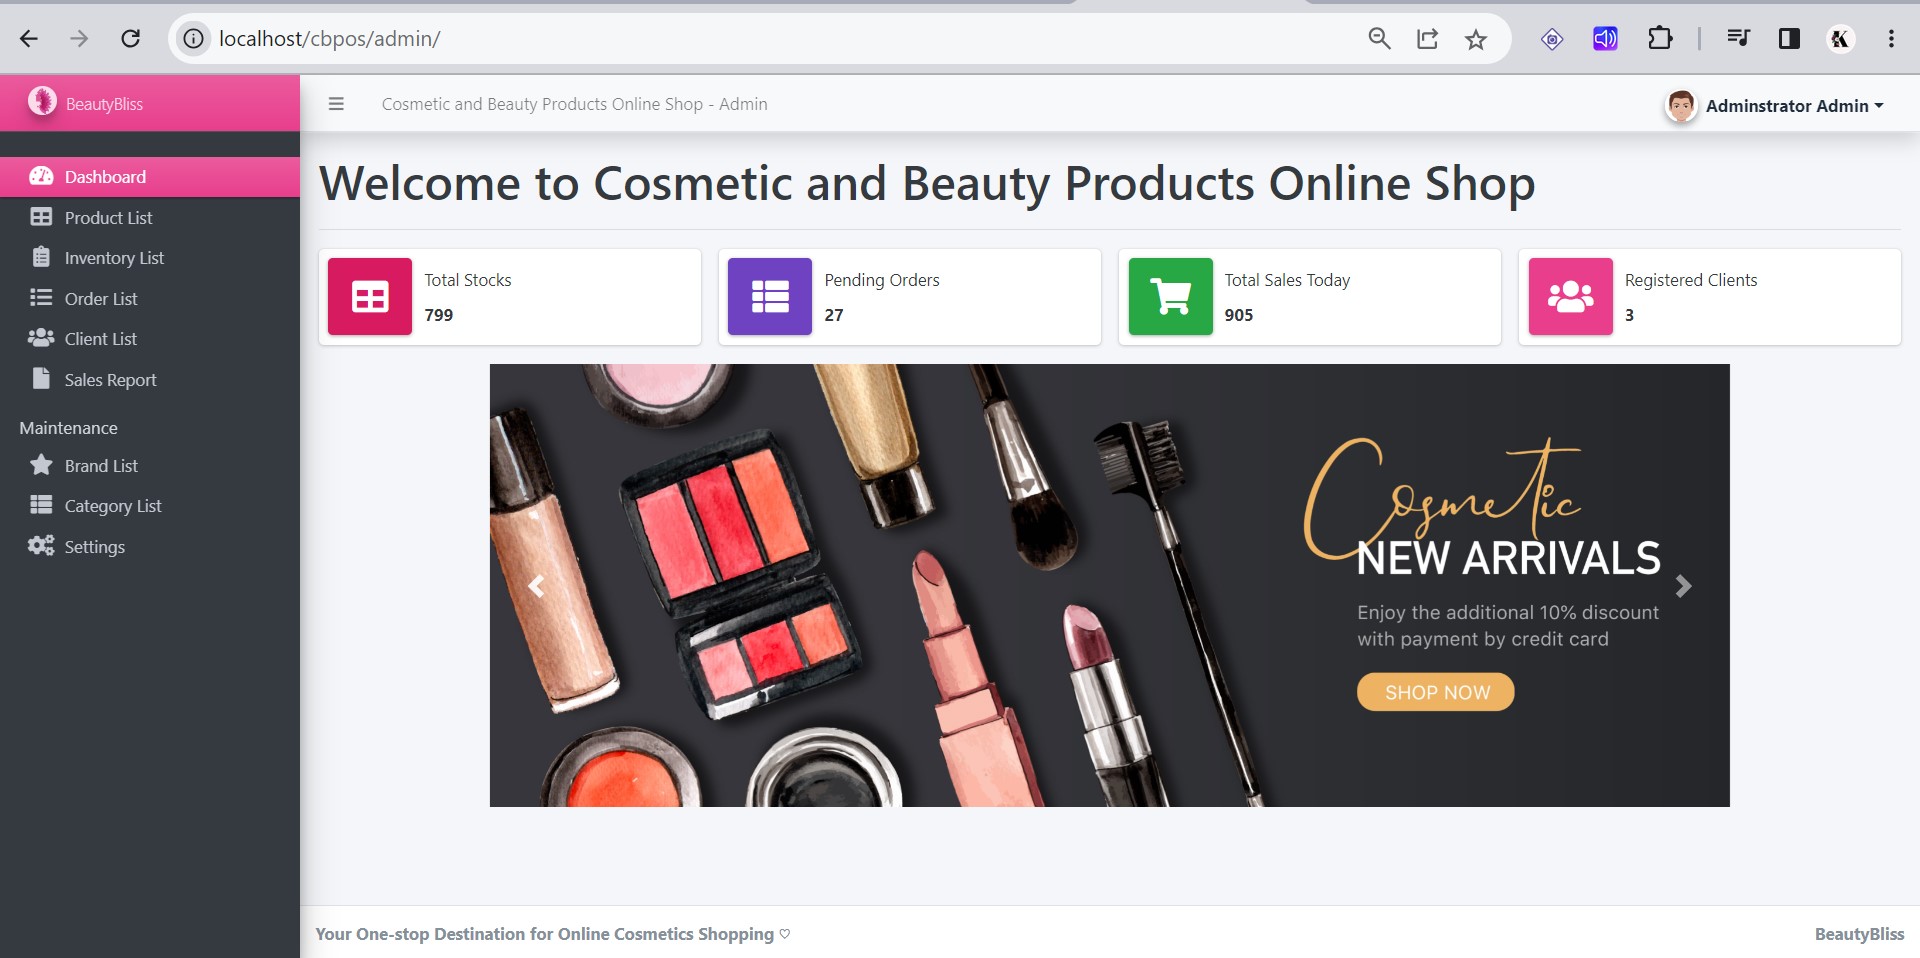 localhost/cbpos/admin/
BeautyBliss
Cosmetic and Beauty Products Online Shop - Admin
Adminstrator Admin
Dashboard
Product List
Inventory List
Order List
Client List
Sales Report
Maintenance
Brand List
Category List
Settings
Welcome to Cosmetic and Beauty Products Online Shop
Total Stocks
799
Pending Orders
27
Total Sales Today
905
Registered Clients
3
Cosmetic
NEW ARRIVALS
Enjoy the additional 10% discount
with payment by credit card
SHOP NOW
Your One-stop Destination for Online Cosmetics Shopping ♡
BeautyBliss